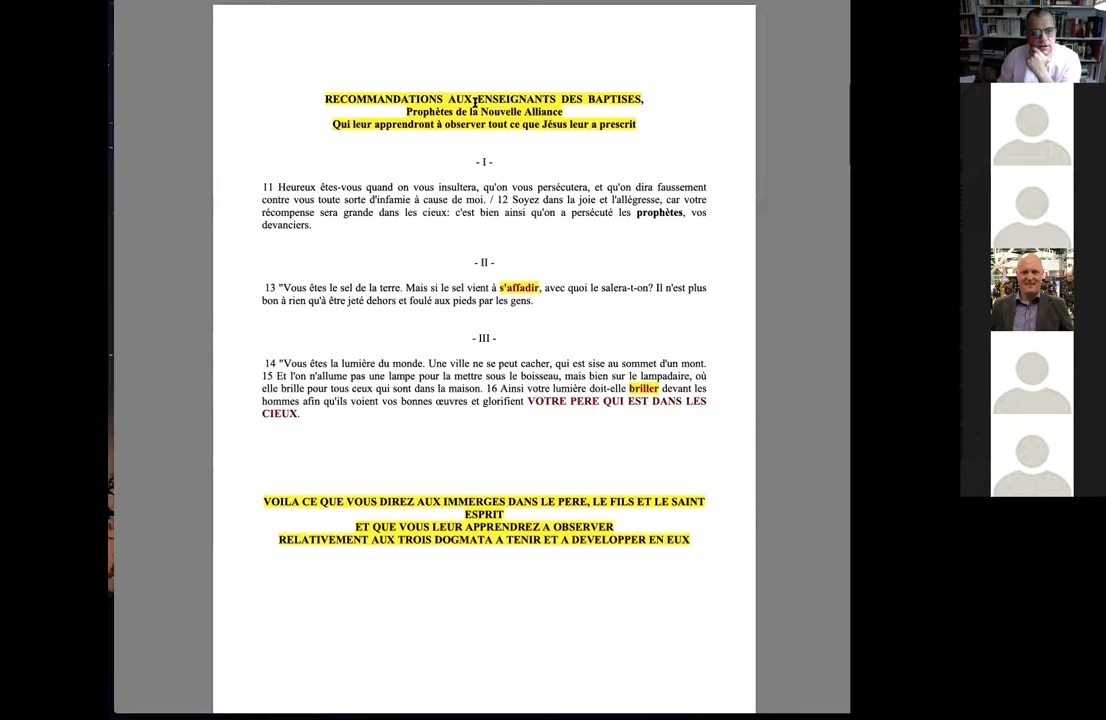 RECOMMANDATIONS AUX ENSEIGNANTS DES BAPTISES,
Prophètes de la Nouvelle Alliance
Qui leur apprendront à observer tout ce que Jésus leur a prescrit
- I -
11 Heureux êtes-vous quand on vous insultera, qu'on vous persécutera, et qu'on dira faussement
contre vous toute sorte d'infamie à cause de moi. / 12 Soyez dans la joie et l'allégresse, car votre
récompense sera grande dans les cieux: c'est bien ainsi qu'on a persécuté les prophètes, vos
devanciers.
- II -
13 "Vous êtes le sel de la terre. Mais si le sel vient à s'affadir, avec quoi le salera-t-on? Il n'est plus
bon à rien qu'à être jeté dehors et foulé aux pieds par les gens.
- III -
14 "Vous êtes la lumière du monde. Une ville ne se peut cacher, qui est sise au sommet d'un mont.
15 Et l'on n'allume pas une lampe pour la mettre sous le boisseau, mais bien sur le lampadaire, où
elle brille pour tous ceux qui sont dans la maison. 16 Ainsi votre lumière doit-elle briller devant les
hommes afin qu'ils voient vos bonnes œuvres et glorifient VOTRE PERE QUI EST DANS LES
CIEUX.
VOILA CE QUE VOUS DIREZ AUX IMMERGES DANS LE PERE, LE FILS ET LE SAINT
ESPRIT
ET QUE VOUS LEUR APPRENDREZ A OBSERVER
RELATIVEMENT AUX TROIS DOGMATA A TENIR ET A DEVELOPPER EN EUX